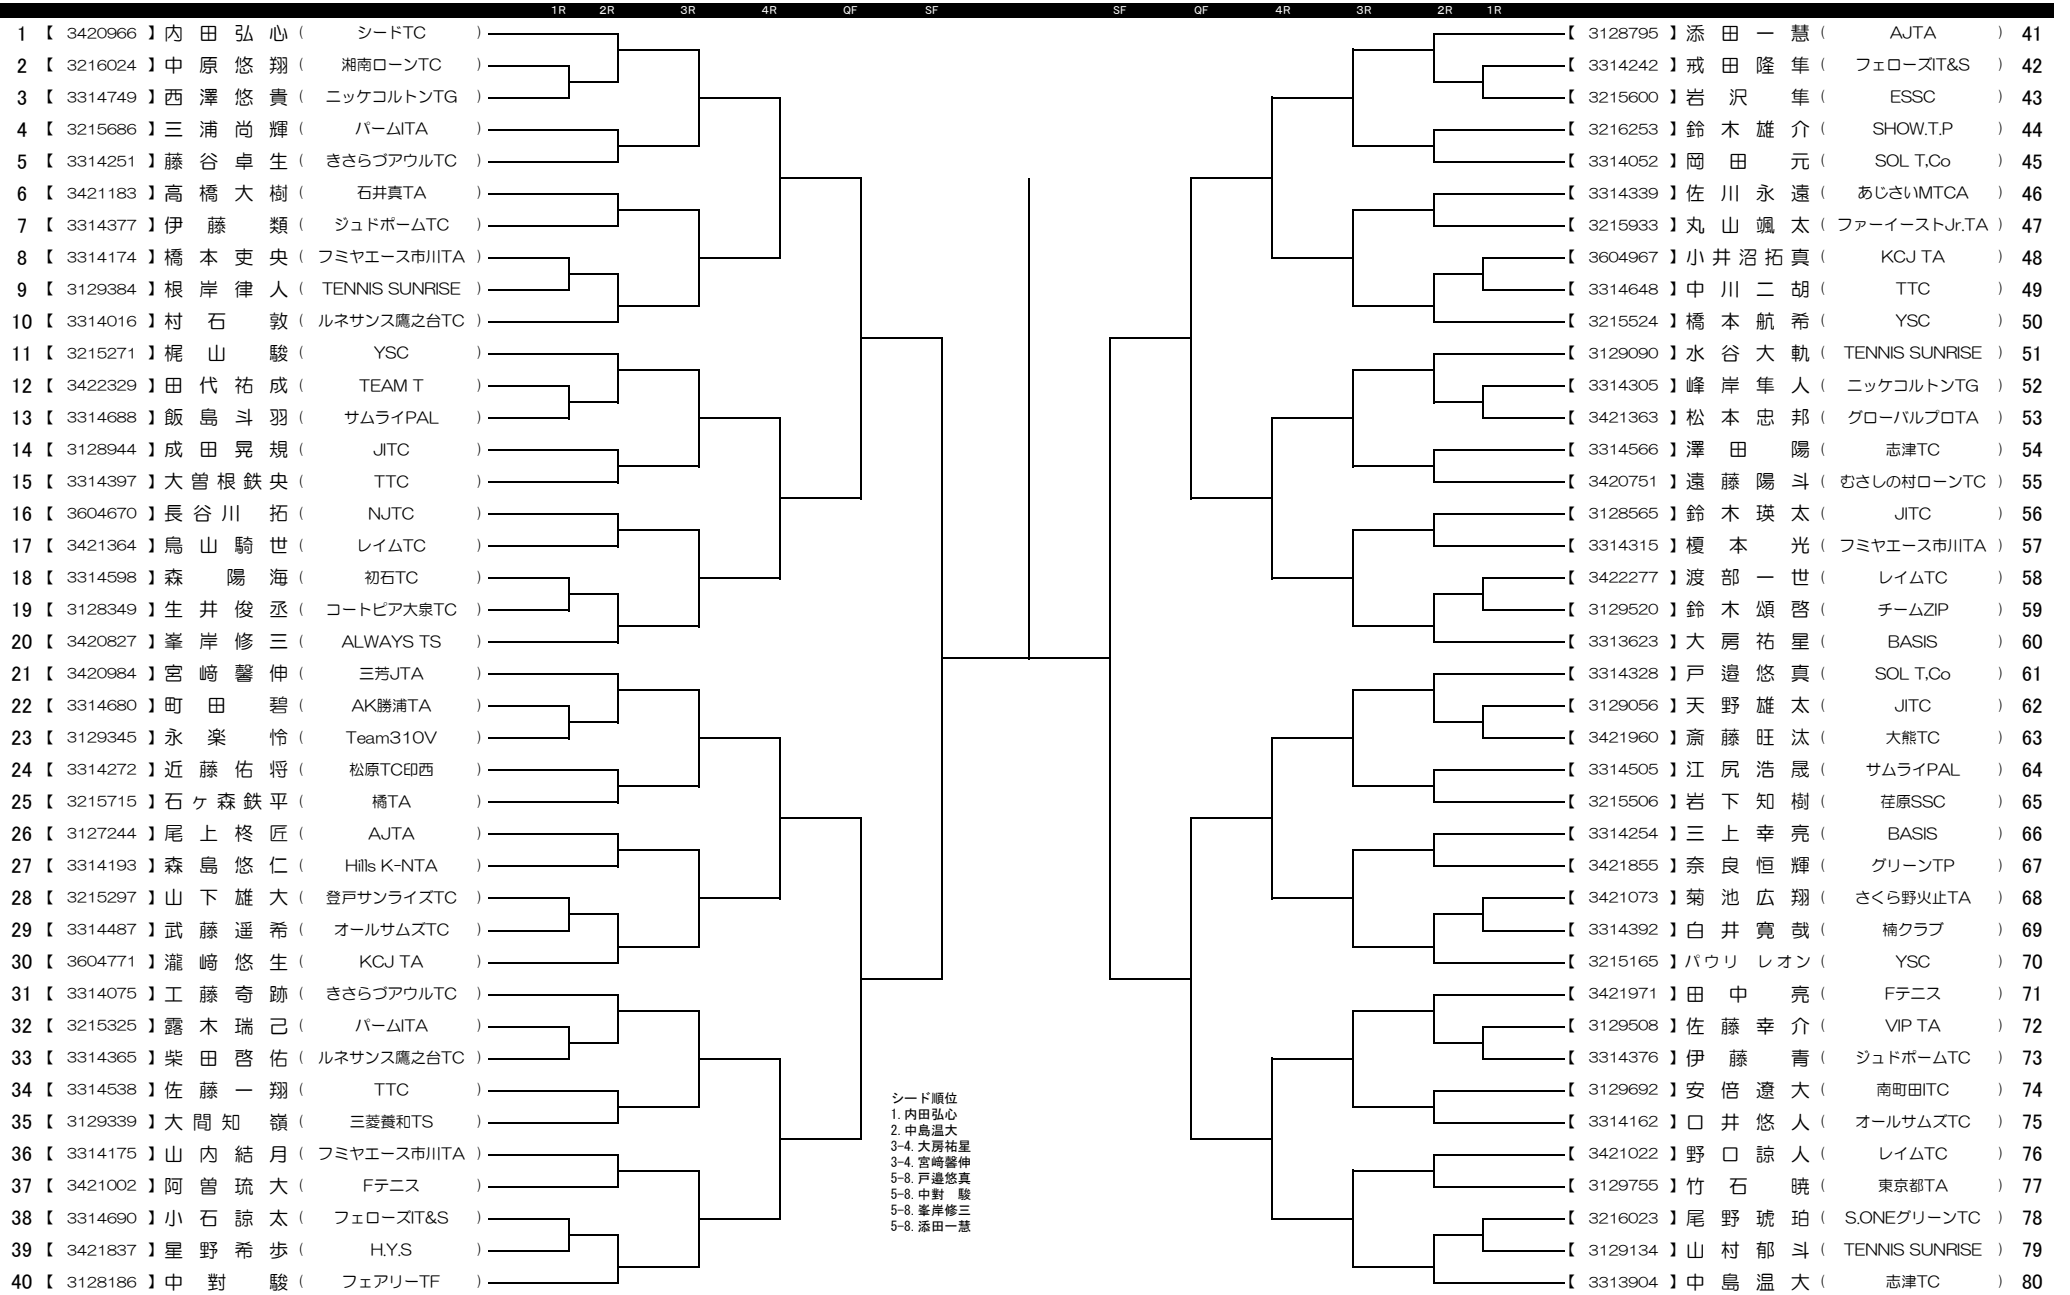 1R 2R 3R 4R QF SF SF QF 4R 3R 2R 1R
1 【 3420966 】 内田弘心 ( シードTC )
2 【 3216024 】 中原悠翔 ( 湘南ローンTC )
3 【 3314749 】 西澤悠貴 ( ニッケコルトンTG )
4 【 3215686 】 三浦尚輝 ( パームITA )
5 【 3314251 】 藤谷卓生 ( きさらづアウルTC )
6 【 3421183 】 高橋大樹 ( 石井真TA )
7 【 3314377 】 伊藤類 ( ジュドポームTC )
8 【 3314174 】 橋本吏央 ( フミヤエース市川TA )
9 【 3129384 】 根岸律人 ( TENNIS SUNRISE )
10 【 3314016 】 村石敦 ( ルネサンス鷹之台TC )
11 【 3215271 】 梶山駿 ( YSC )
12 【 3422329 】 田代祐成 ( TEAM T )
13 【 3314688 】 飯島斗羽 ( サムライPAL )
14 【 3128944 】 成田晃規 ( JITC )
15 【 3314397 】 大曽根鉄央 ( TTC )
16 【 3604670 】 長谷川拓 ( NJTC )
17 【 3421364 】 鳥山騎世 ( レイムTC )
18 【 3314598 】 森陽海 ( 初石TC )
19 【 3128349 】 生井俊丞 ( コートピア大泉TC )
20 【 3420827 】 峯岸修三 ( ALWAYS TS )
21 【 3420984 】 宮﨑馨伸 ( 三芳JTA )
22 【 3314680 】 町田碧 ( AK勝浦TA )
23 【 3129345 】 永楽怜 ( Team310V )
24 【 3314272 】 近藤佑将 ( 松原TC印西 )
25 【 3215715 】 石ヶ森鉄平 ( 橘TA )
26 【 3127244 】 尾上柊匠 ( AJTA )
27 【 3314193 】 森島悠仁 ( Hills K-NTA )
28 【 3215297 】 山下雄大 ( 登戸サンライズTC )
29 【 3314487 】 武藤遥希 ( オールサムズTC )
30 【 3604771 】 瀧﨑悠生 ( KCJ TA )
31 【 3314075 】 工藤奇跡 ( きさらづアウルTC )
32 【 3215325 】 露木瑞己 ( パームITA )
33 【 3314365 】 柴田啓佑 ( ルネサンス鷹之台TC )
34 【 3314538 】 佐藤一翔 ( TTC )
35 【 3129339 】 大間知嶺 ( 三菱養和TS )
36 【 3314175 】 山内結月 ( フミヤエース市川TA )
37 【 3421002 】 阿曽琉大 ( Fテニス )
38 【 3314690 】 小石諒太 ( フェローズIT&S )
39 【 3421837 】 星野希歩 ( H.Y.S )
40 【 3128186 】 中對駿 ( フェアリーTF )
シード順位
1. 内田弘心
2. 中島温大
3-4. 大房祐星
3-4. 宮﨑馨伸
5-8. 戸邉悠真
5-8. 中對 駿
5-8. 峯岸修三
5-8. 添田一慧
【 3128795 】 添田一慧 ( AJTA ) 41
【 3314242 】 戒田隆隼 ( フェローズIT&S ) 42
【 3215600 】 岩沢隼 ( ESSC ) 43
【 3216253 】 鈴木雄介 ( SHOW.T.P ) 44
【 3314052 】 岡田元 ( SOL T,Co ) 45
【 3314339 】 佐川永遠 ( あじさいMTCA ) 46
【 3215933 】 丸山颯太 ( ファーイーストJr.TA ) 47
【 3604967 】 小井沼拓真 ( KCJ TA ) 48
【 3314648 】 中川二胡 ( TTC ) 49
【 3215524 】 橋本航希 ( YSC ) 50
【 3129090 】 水谷大軌 ( TENNIS SUNRISE ) 51
【 3314305 】 峰岸隼人 ( ニッケコルトンTG ) 52
【 3421363 】 松本忠邦 ( グローバルプロTA ) 53
【 3314566 】 澤田陽 ( 志津TC ) 54
【 3420751 】 遠藤陽斗 ( むさしの村ローンTC ) 55
【 3128565 】 鈴木瑛太 ( JITC ) 56
【 3314315 】 榎本光 ( フミヤエース市川TA ) 57
【 3422277 】 渡部一世 ( レイムTC ) 58
【 3129520 】 鈴木頌啓 ( チームZIP ) 59
【 3313623 】 大房祐星 ( BASIS ) 60
【 3314328 】 戸邉悠真 ( SOL T,Co ) 61
【 3129056 】 天野雄太 ( JITC ) 62
【 3421960 】 斎藤旺汰 ( 大熊TC ) 63
【 3314505 】 江尻浩晟 ( サムライPAL ) 64
【 3215506 】 岩下知樹 ( 荏原SSC ) 65
【 3314254 】 三上幸亮 ( BASIS ) 66
【 3421855 】 奈良恒輝 ( グリーンTP ) 67
【 3421073 】 菊池広翔 ( さくら野火止TA ) 68
【 3314392 】 白井寛哉 ( 楠クラブ ) 69
【 3215165 】 パウリ レオン ( YSC ) 70
【 3421971 】 田中亮 ( Fテニス ) 71
【 3129508 】 佐藤幸介 ( VIP TA ) 72
【 3314376 】 伊藤青 ( ジュドポームTC ) 73
【 3129692 】 安倍遼大 ( 南町田ITC ) 74
【 3314162 】 口井悠人 ( オールサムズTC ) 75
【 3421022 】 野口諒人 ( レイムTC ) 76
【 3129755 】 竹石暁 ( 東京都TA ) 77
【 3216023 】 尾野琥珀 ( S.ONEグリーンTC ) 78
【 3129134 】 山村郁斗 ( TENNIS SUNRISE ) 79
【 3313904 】 中島温大 ( 志津TC ) 80